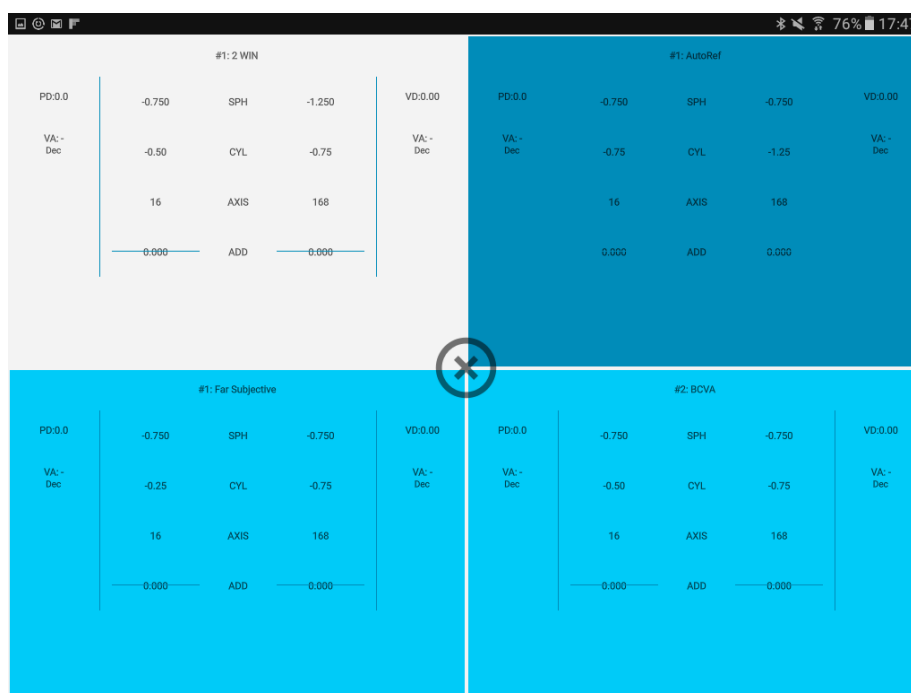 76% 17:47
#1: 2 WIN
PD:0.0 -0.750 SPH -1.250 VD:0.00
VA: - VA: -
Dec -0.50 CYL -0.75 Dec
16 AXIS 168
0.000 ADD 0.000
#1: AutoRef
PD:0.0 -0.750 SPH -0.750 VD:0.00
VA: - VA: -
Dec -0.75 CYL -1.25 Dec
16 AXIS 168
0.000 ADD 0.000
#1: Far Subjective
PD:0.0 -0.750 SPH -0.750 VD:0.00
VA: - VA: -
Dec -0.25 CYL -0.75 Dec
16 AXIS 168
0.000 ADD 0.000
#2: BCVA
PD:0.0 -0.750 SPH -0.750 VD:0.00
VA: - VA: -
Dec -0.50 CYL -0.75 Dec
16 AXIS 168
0.000 ADD 0.000